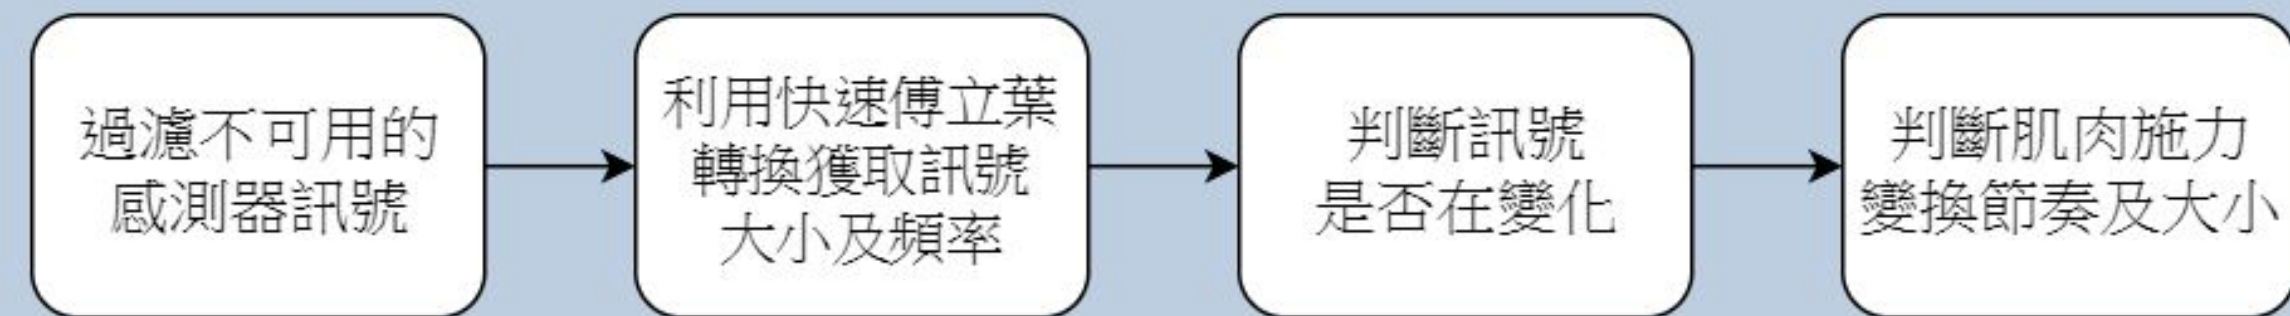 過濾不可用的
感測器訊號
利用快速傅立葉
轉換獲取訊號
大小及頻率
判斷訊號
是否在變化
判斷肌肉施力
變換節奏及大小